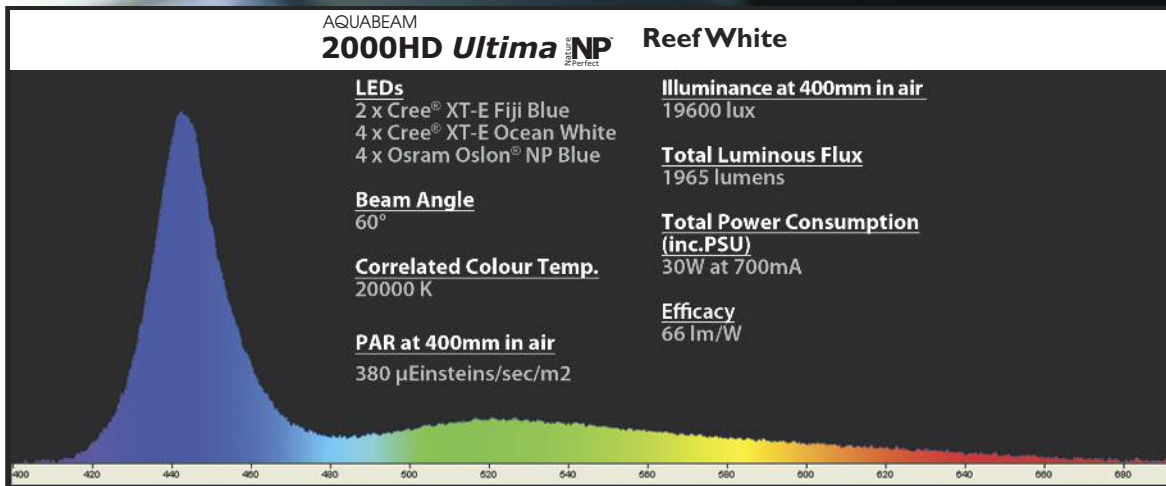 AQUABEAM
2000HD Ultima Nature NP™ Perfect Reef White
LEDs
2 x Cree® XT-E Fiji Blue
4 x Cree® XT-E Ocean White
4 x Osram Oslon® NP Blue
Beam Angle
60°
Correlated Colour Temp.
20000 K
PAR at 400mm in air
380 µEinsteins/sec/m2
Illuminance at 400mm in air
19600 lux
Total Luminous Flux
1965 lumens
Total Power Consumption
(inc.PSU)
30W at 700mA
Efficacy
66 lm/W
400 420 440 460 480 500 520 540 560 580 600 620 640 660 680